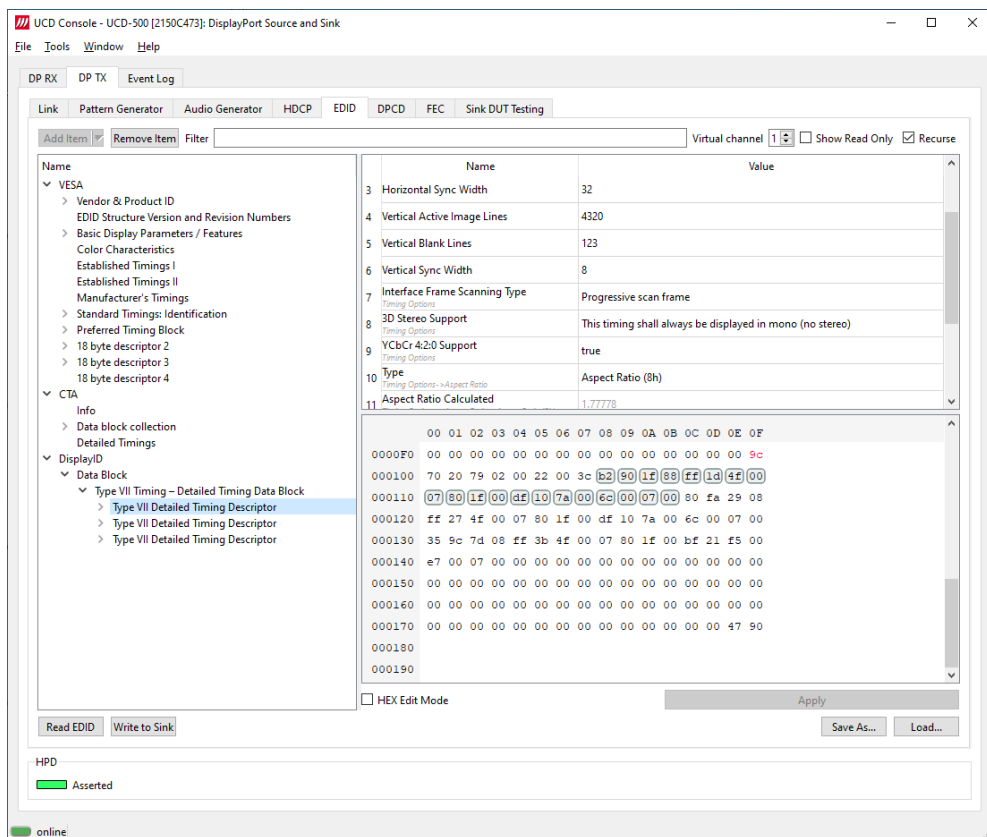 UCD Console - UCD-500 [2150C473]: DisplayPort Source and Sink
File Tools Window Help
DP RX DP TX Event Log
Link Pattern Generator Audio Generator HDCP EDID DPCD FEC Sink DUT Testing
Add Item Remove Item Filter Virtual channel 1 Show Read Only Recurse
Name
VESA
Vendor & Product ID
EDID Structure Version and Revision Numbers
Basic Display Parameters / Features
Color Characteristics
Established Timings I
Established Timings II
Manufacturer's Timings
Standard Timings: Identification
Preferred Timing Block
18 byte descriptor 2
18 byte descriptor 3
18 byte descriptor 4
CTA
Info
Data block collection
Detailed Timings
DisplayID
Data Block
Type VII Timing – Detailed Timing Data Block
Type VII Detailed Timing Descriptor
Type VII Detailed Timing Descriptor
Type VII Detailed Timing Descriptor
Name Value
3 Horizontal Sync Width 32
4 Vertical Active Image Lines 4320
5 Vertical Blank Lines 123
6 Vertical Sync Width 8
7 Interface Frame Scanning Type Progressive scan frame
Timing Options
8 3D Stereo Support This timing shall always be displayed in mono (no stereo)
Timing Options
9 YCbCr 4:2:0 Support true
Timing Options
10 Type Aspect Ratio (8h)
Timing Options->Aspect Ratio
11 Aspect Ratio Calculated 1.77778
00 01 02 03 04 05 06 07 08 09 0A 0B 0C 0D 0E 0F
0000F0 00 00 00 00 00 00 00 00 00 00 00 00 00 00 00 9c
000100 70 20 79 02 00 22 00 3c b2 90 1f 88 ff 1d 4f 00
000110 07 80 1f 00 df 10 7a 00 6c 00 07 00 80 fa 29 08
000120 ff 27 4f 00 07 80 1f 00 df 10 7a 00 6c 00 07 00
000130 35 9c 7d 08 ff 3b 4f 00 07 80 1f 00 bf 21 f5 00
000140 e7 00 07 00 00 00 00 00 00 00 00 00 00 00 00 00
000150 00 00 00 00 00 00 00 00 00 00 00 00 00 00 00 00
000160 00 00 00 00 00 00 00 00 00 00 00 00 00 00 00 00
000170 00 00 00 00 00 00 00 00 00 00 00 00 00 00 47 90
000180
000190
HEX Edit Mode Apply
Read EDID Write to Sink Save As... Load...
HPD
Asserted
online